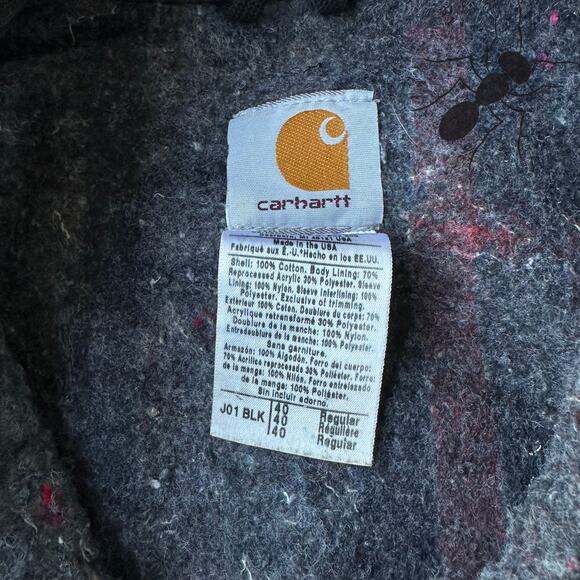 carhartt
Dearborn, MI 48121 USA
Made in the USA
Fabriqué aux É.-U.*Hecho en los EE.UU.
Shell: 100% Cotton. Body Lining: 70%
Reprocessed Acrylic 30% Polyester. Sleeve
Lining: 100% Nylon. Sleeve Interlining: 100%
Polyester. Exclusive of trimming.
Extérieur 100% Coton. Doublure du corps: 70%
Acrylique retransformé 30% Polyester.
Doublure de la manche: 100% Nylon.
Entredoublure de la manche: 100% Polyester.
Sans garniture.
Armazón: 100% Algodón. Forro del cuerpo:
70% Acrílico reprocesado 30% Poliéster. Forro de
la manga: 100% Nilón. Forro entrelazado
de la manga: 100% Poliéster.
Sin incluir adorno.
J01 BLK 40 Regular
40 Régulière
40 Regular